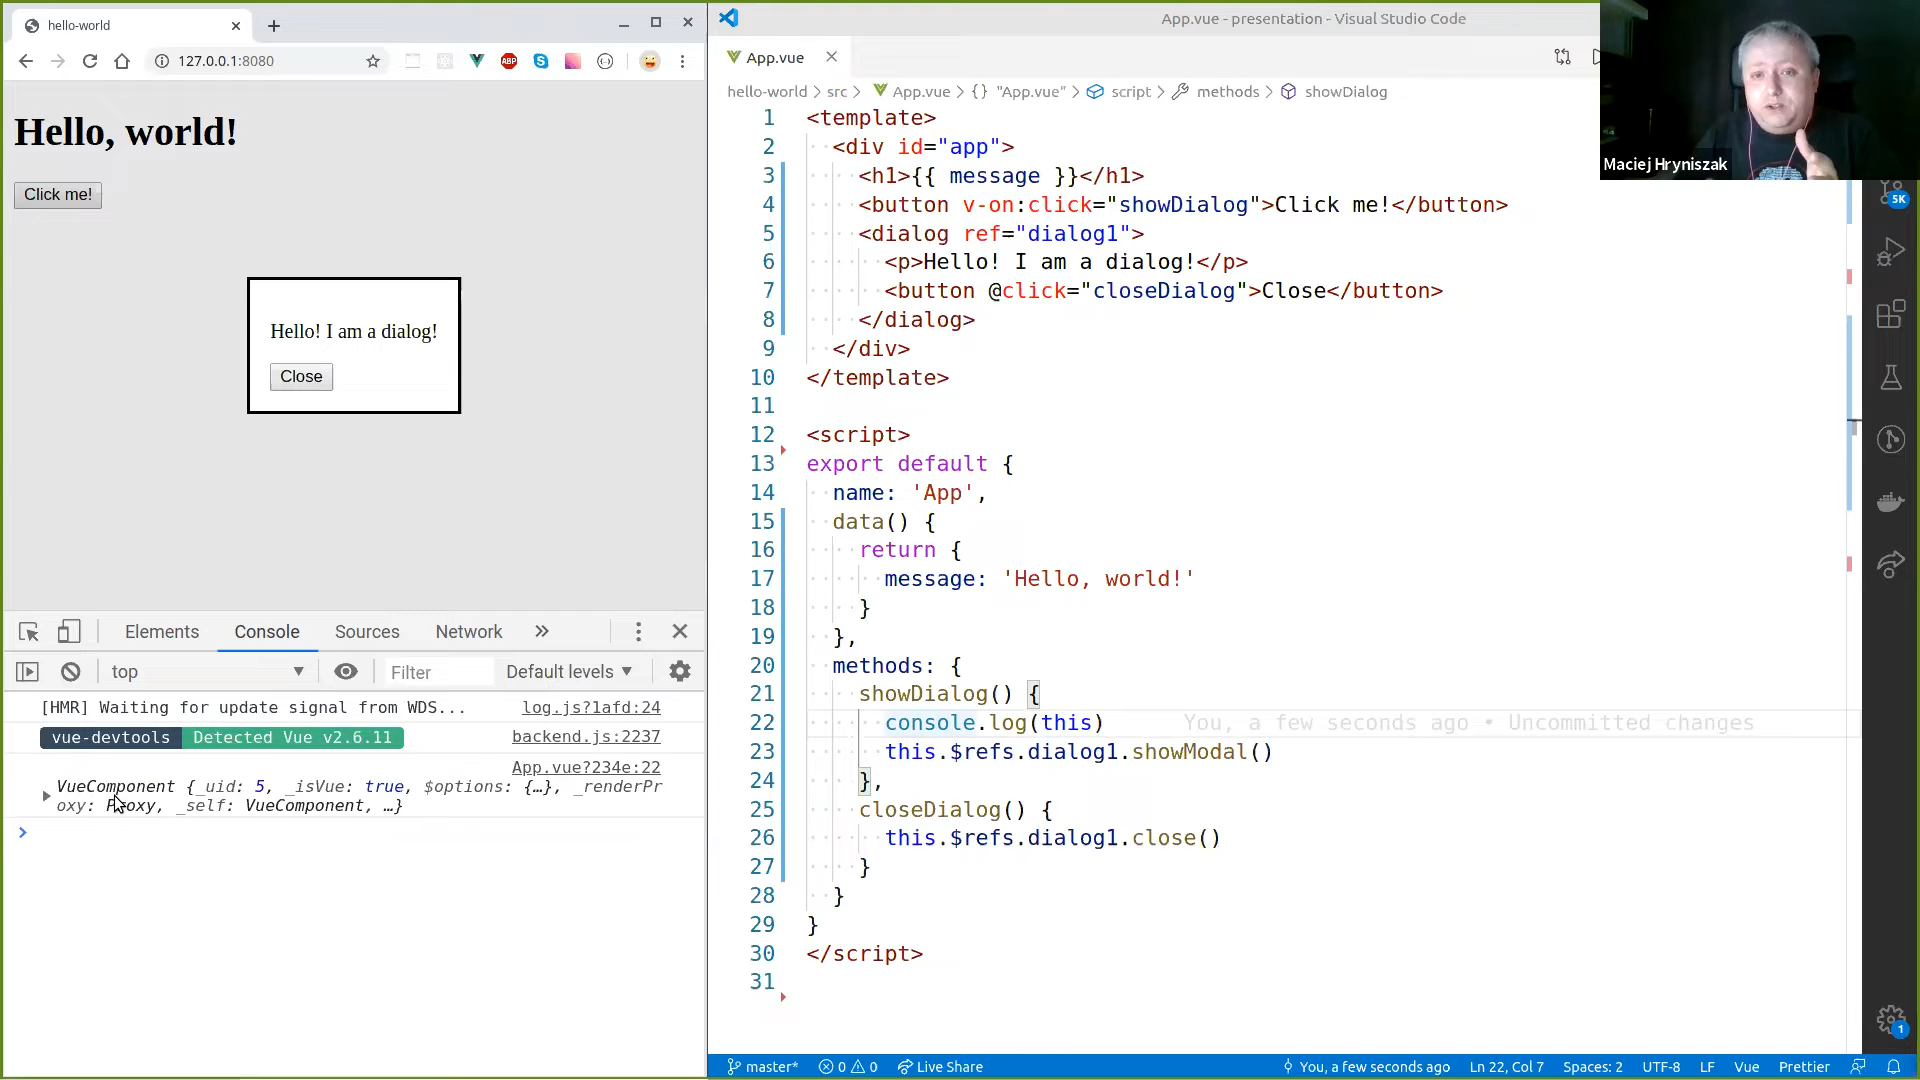 hello-world
127.0.0.1:8080
ABP
Hello, world!
Click me!
Hello! I am a dialog!
Close
Elements
Console
Sources
Network
top
Filter
Default levels
[HMR] Waiting for update signal from WDS...
log.js?1afd:24
vue-devtools
Detected Vue v2.6.11
backend.js:2237
App.vue?234e:22
VueComponent {_uid: 5, _isVue: true, $options: {…}, _renderPr
oxy: Proxy, _self: VueComponent, …}
App.vue - presentation - Visual Studio Code
App.vue
hello-world > src > App.vue > {} "App.vue" > script > methods > showDialog
1 <template>
2 <div id="app">
3 <h1>{{ message }}</h1>
4 <button v-on:click="showDialog">Click me!</button>
5 <dialog ref="dialog1">
6 <p>Hello! I am a dialog!</p>
7 <button @click="closeDialog">Close</button>
8 </dialog>
9 </div>
10 </template>
11
12 <script>
13 export default {
14 name: 'App',
15 data() {
16 return {
17 message: 'Hello, world!'
18 }
19 },
20 methods: {
21 showDialog() {
22 console.log(this) You, a few seconds ago • Uncommitted changes
23 this.$refs.dialog1.showModal()
24 },
25 closeDialog() {
26 this.$refs.dialog1.close()
27 }
28 }
29 }
30 </script>
31
Maciej Hryniszak
5K
1
master*
0
0
Live Share
You, a few seconds ago
Ln 22, Col 7
Spaces: 2
UTF-8
LF
Vue
Prettier